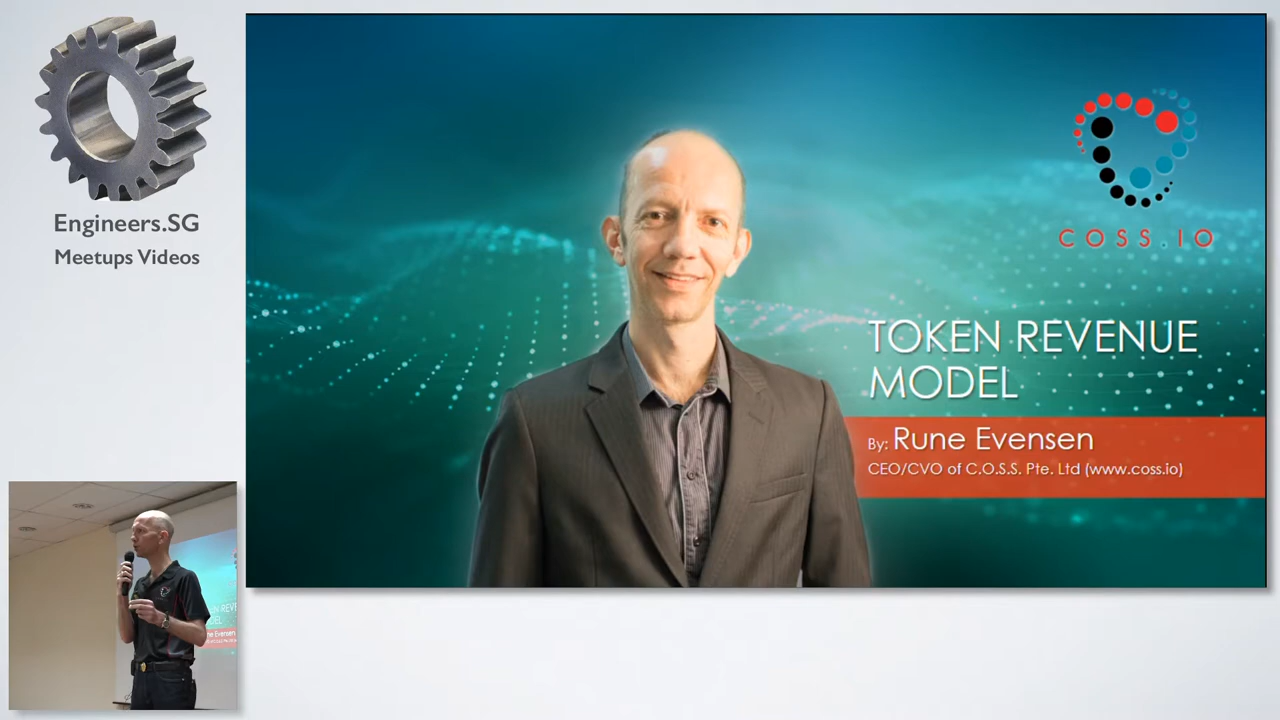 Engineers.SG
Meetups Videos
COSS.IO
TOKEN REVENUE
MODEL
By: Rune Evensen
CEO/CVO of C.O.S.S. Pte. Ltd (www.coss.io)